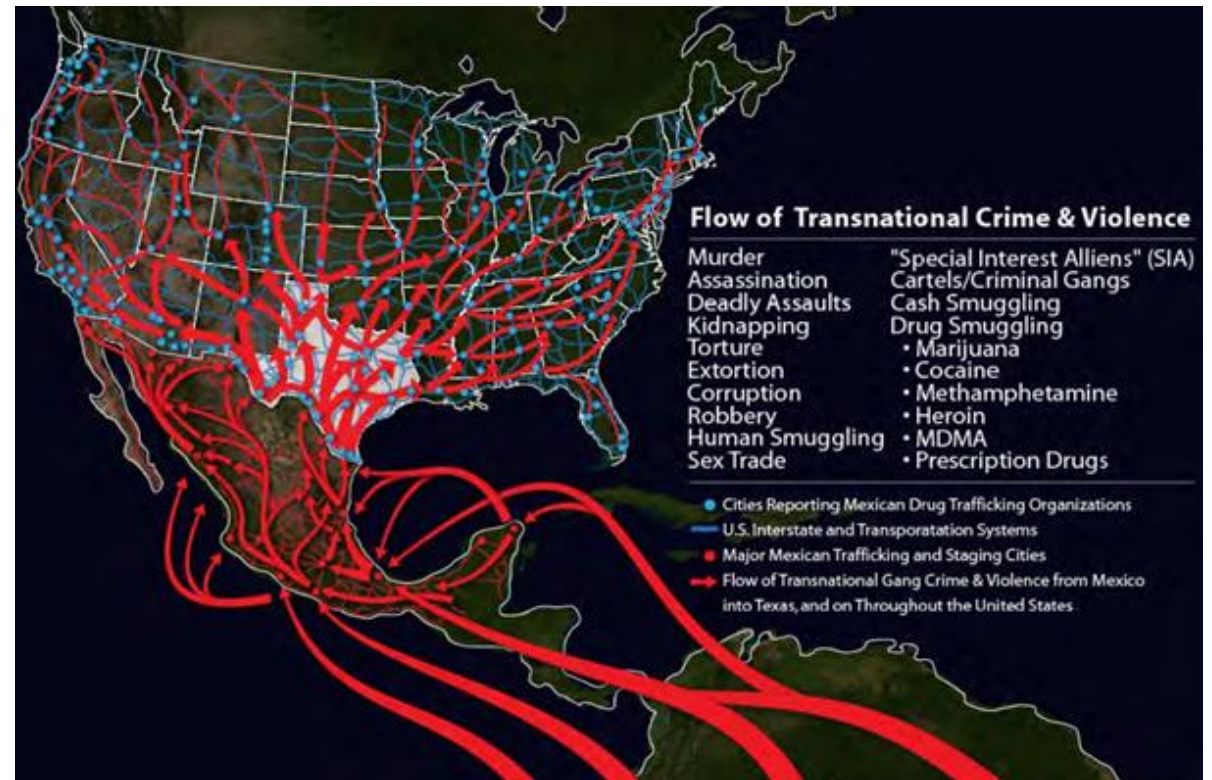 Flow of Transnational Crime & Violence
Murder
Assassination
Deadly Assaults
Kidnapping
Torture
Extortion
Corruption
Robbery
Human Smuggling
Sex Trade
"Special Interest Alliens" (SIA)
Cartels/Criminal Gangs
Cash Smuggling
Drug Smuggling
• Marijuana
• Cocaine
• Methamphetamine
• Heroin
• MDMA
• Prescription Drugs
Cities Reporting Mexican Drug Trafficking Organizations
U.S. Interstate and Transporatation Systems
Major Mexican Trafficking and Staging Cities
Flow of Transnational Gang Crime & Violence from Mexico
into Texas, and on Throughout the United States